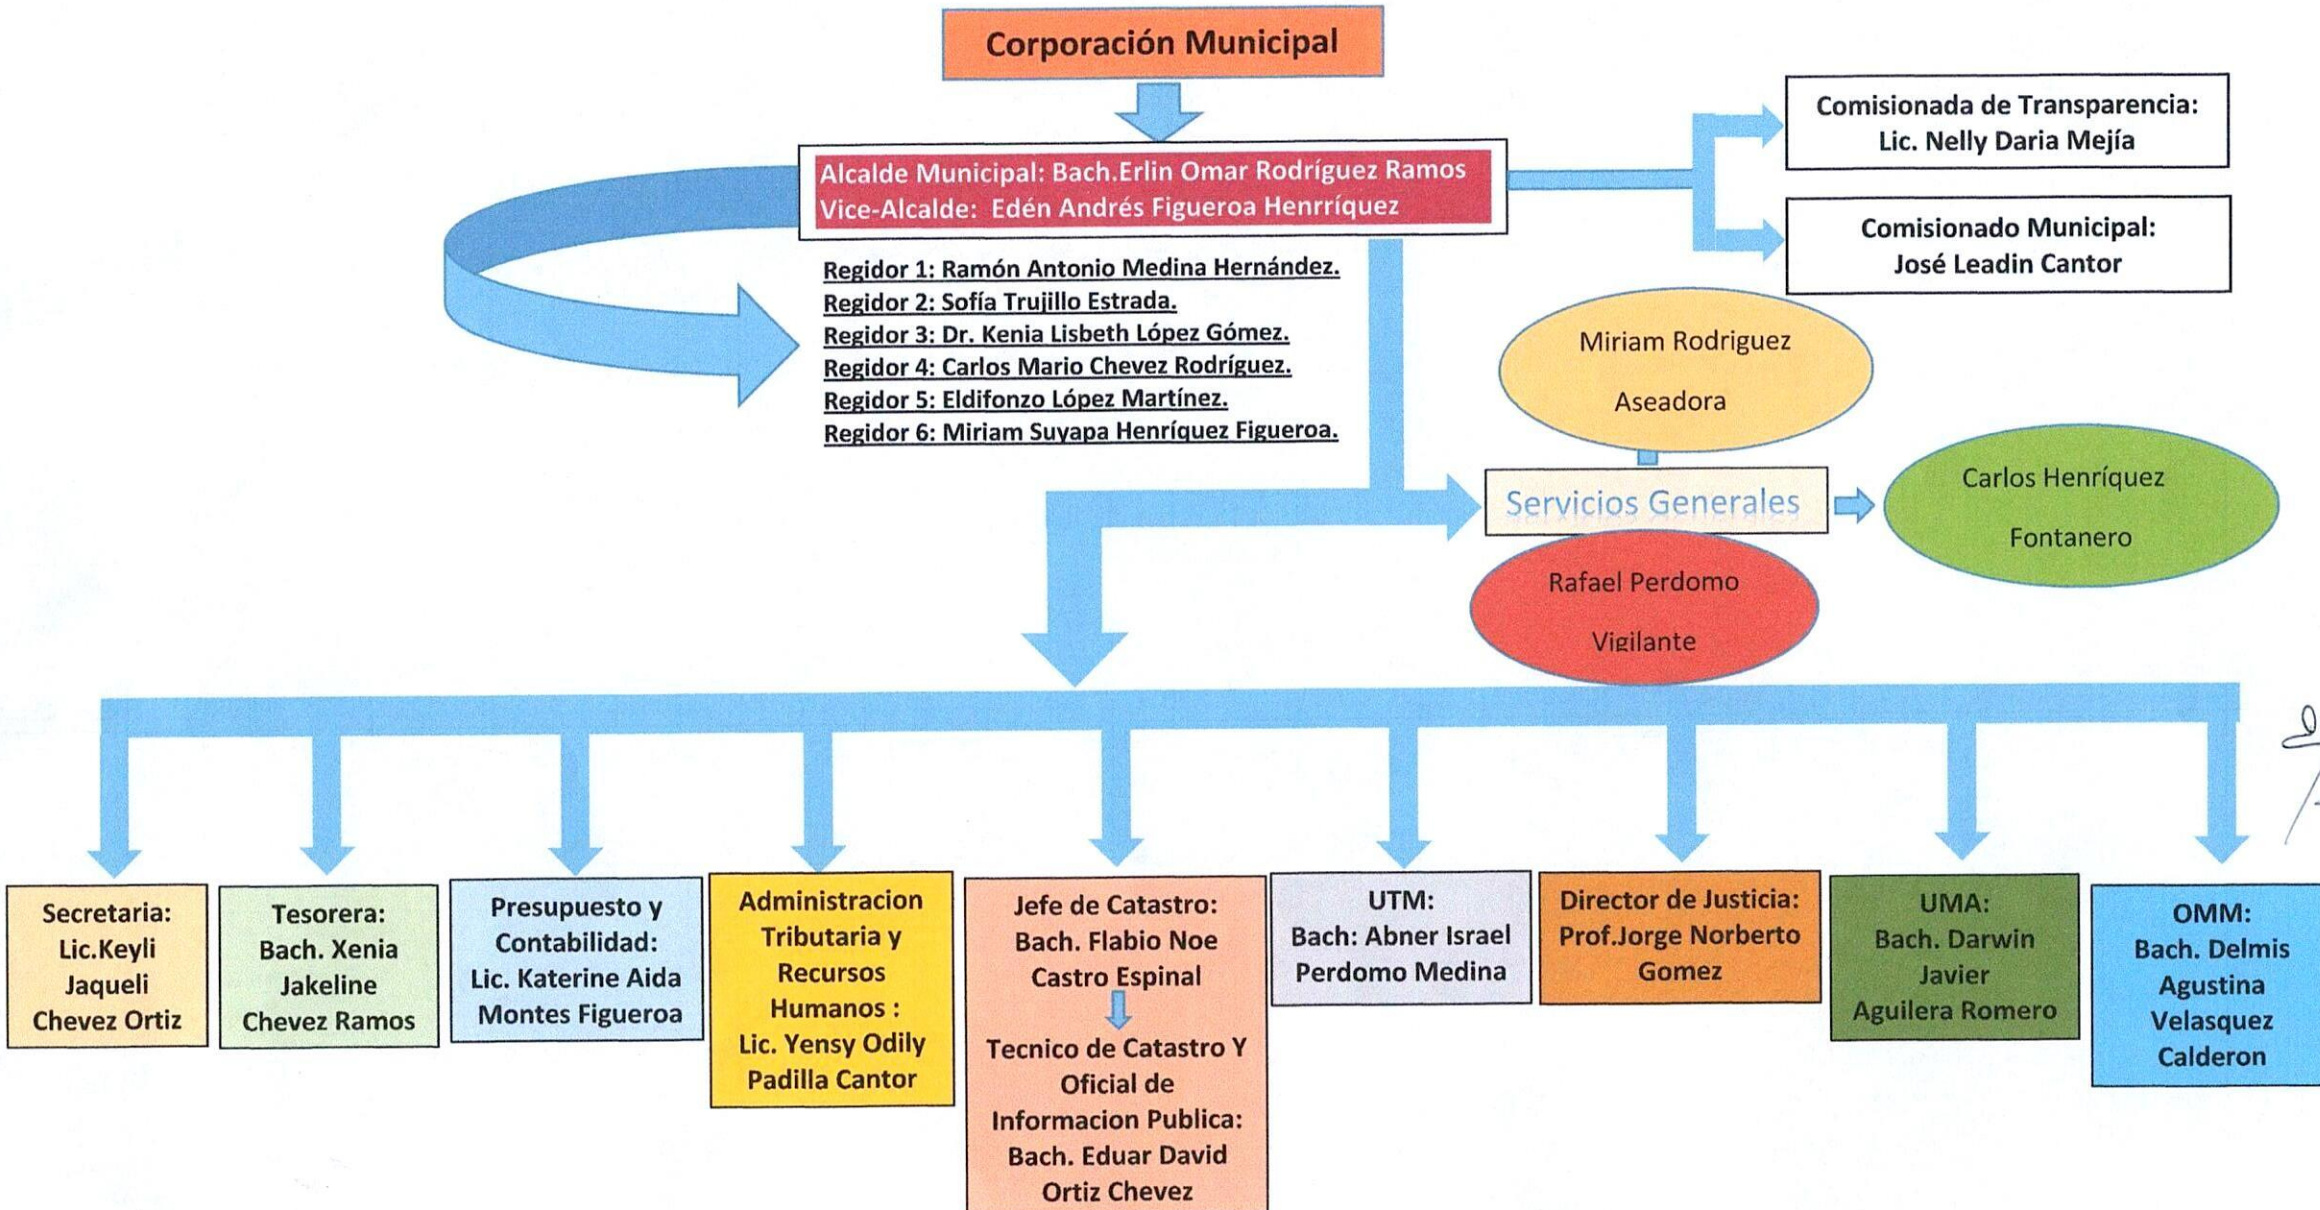 Corporación Municipal
Alcalde Municipal: Bach.Erlin Omar Rodríguez Ramos
Vice-Alcalde:  Edén Andrés Figueroa Henrríquez
Comisionada de Transparencia:
Lic. Nelly Daria Mejía
Comisionado Municipal:
José Leadin Cantor
Regidor 1: Ramón Antonio Medina Hernández.
Regidor 2: Sofía Trujillo Estrada.
Regidor 3: Dr. Kenia Lisbeth López Gómez.
Regidor 4: Carlos Mario Chevez Rodríguez.
Regidor 5: Eldifonzo López Martínez.
Regidor 6: Miriam Suyapa Henríquez Figueroa.
Miriam Rodriguez
Aseadora
Servicios Generales
Carlos Henríquez
Fontanero
Rafael Perdomo
Vigilante
Secretaria:
Lic.Keyli
Jaqueli
Chevez Ortiz
Tesorera:
Bach. Xenia
Jakeline
Chevez Ramos
Presupuesto y
Contabilidad:
Lic. Katerine Aida
Montes Figueroa
Administracion
Tributaria y
Recursos
Humanos :
Lic. Yensy Odily
Padilla Cantor
Jefe de Catastro:
Bach. Flabio Noe
Castro Espinal
Tecnico de Catastro Y
Oficial de
Informacion Publica:
Bach. Eduar David
Ortiz Chevez
UTM:
Bach: Abner Israel
Perdomo Medina
Director de Justicia:
Prof.Jorge Norberto
Gomez
UMA:
Bach. Darwin
Javier
Aguilera Romero
OMM:
Bach. Delmis
Agustina
Velasquez
Calderon